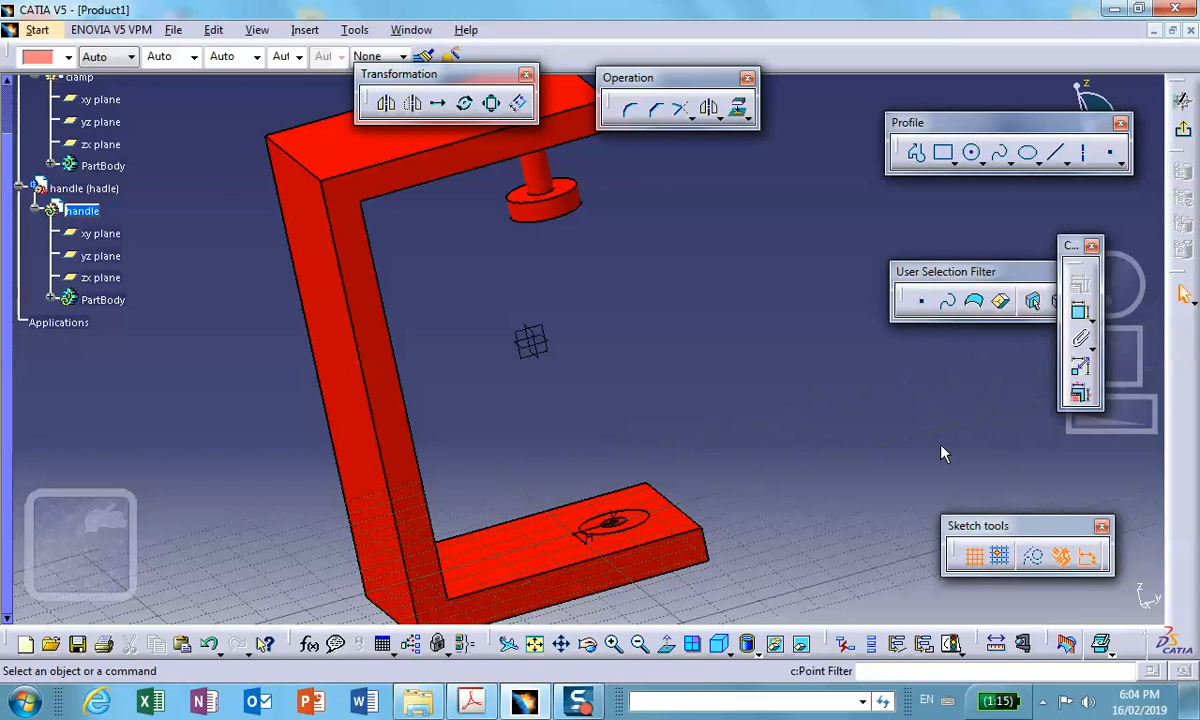 CATIA V5 - [Product1]
Start ENOVIA V5 VPM File Edit View Insert Tools Window Help
Auto Auto Auto Aut Aut None
Transformation
Operation
Profile
clamp
xy plane
yz plane
zx plane
PartBody
handle (hadle)
handle
xy plane
yz plane
zx plane
PartBody
Applications
z
C...
User Selection Filter
Sketch tools
z
y
f(x)
CATIA
Select an object or a command
c:Point Filter
EN
(1:15)
6:04 PM
16/02/2019